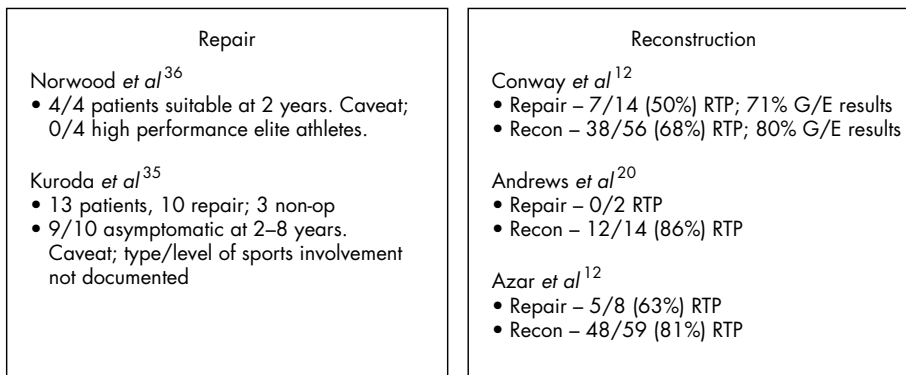 Repair
Norwood et al36
• 4/4 patients suitable at 2 years. Caveat;
0/4 high performance elite athletes.
Kuroda et al35
• 13 patients, 10 repair; 3 non-op
• 9/10 asymptomatic at 2–8 years.
Caveat; type/level of sports involvement
not documented
Reconstruction
Conway et al12
• Repair – 7/14 (50%) RTP; 71% G/E results
• Recon – 38/56 (68%) RTP; 80% G/E results
Andrews et al20
• Repair – 0/2 RTP
• Recon – 12/14 (86%) RTP
Azar et al12
• Repair – 5/8 (63%) RTP
• Recon – 48/59 (81%) RTP